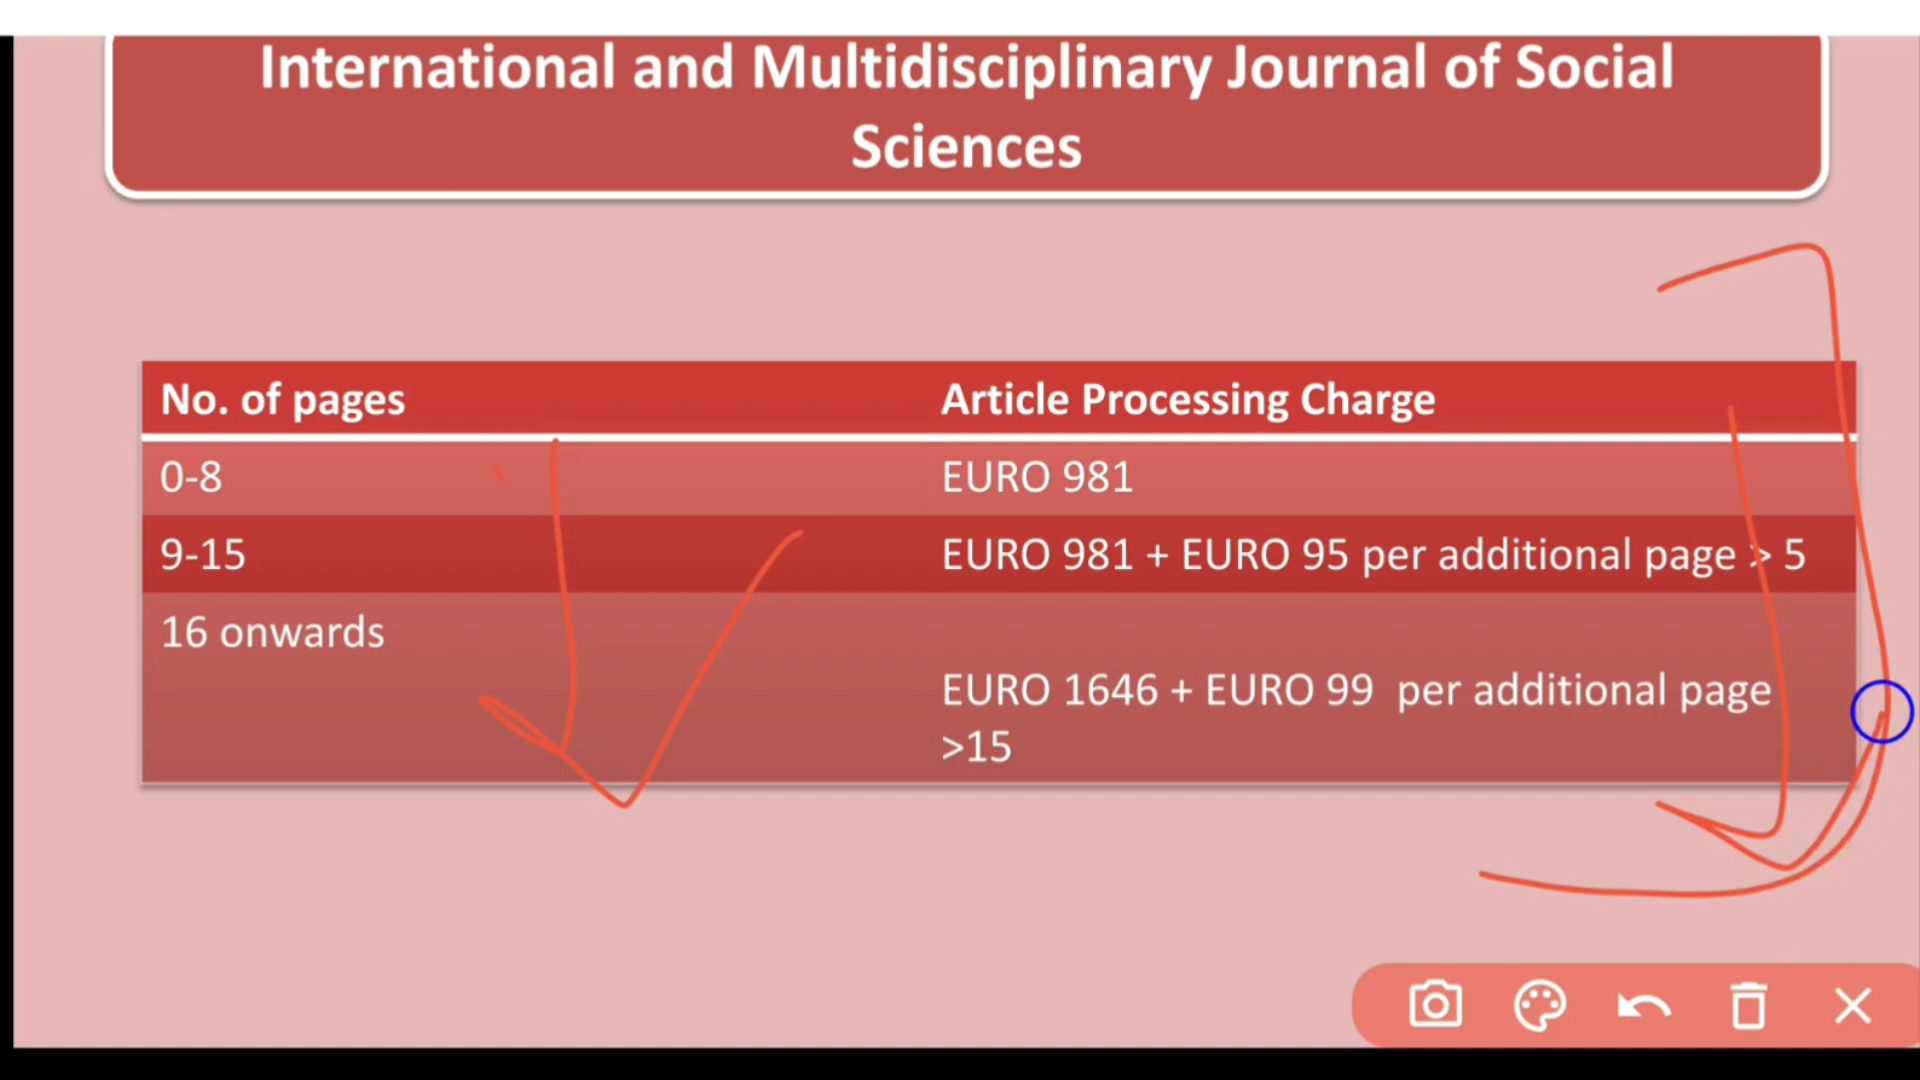 International and Multidisciplinary Journal of Social
Sciences
No. of pages
Article Processing Charge
0-8
EURO 981
9-15
EURO 981 + EURO 95 per additional page > 5
16 onwards
EURO 1646 + EURO 99 per additional page
>15